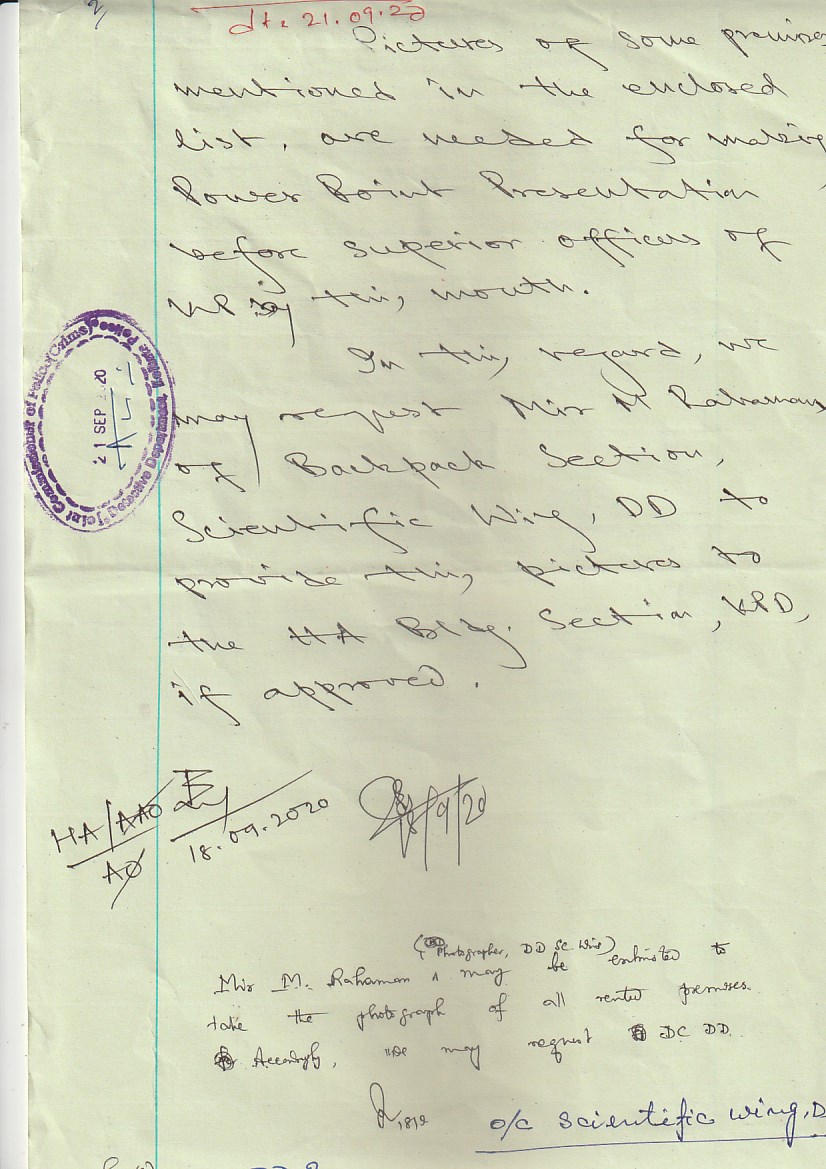 2/
dt. 21.09.20
Pictures of some premises
mentioned in the enclosed
list, are needed for making
Power Point Presentation
before superior officers of
KP by this month.
In this regard, we
may request Mir M Rahaman
of Backpack Section,
Scientific Wing, DD to
provide this pictures to
the HA Bldg. Section, KPD,
if approved.
Joint Commissioner of Police (Crime)
21 SEP 2020
Detective Department, Kolkata Police
HA/AAO
AO
18.09.2020
18/9/20
(Photographer, DD SC Wing)
Mir M. Rahaman ∧ may be entrusted to
take the photograph of all rented premises.
Accordingly, we may request DC DD.
18/9
o/c Scientific Wing, D